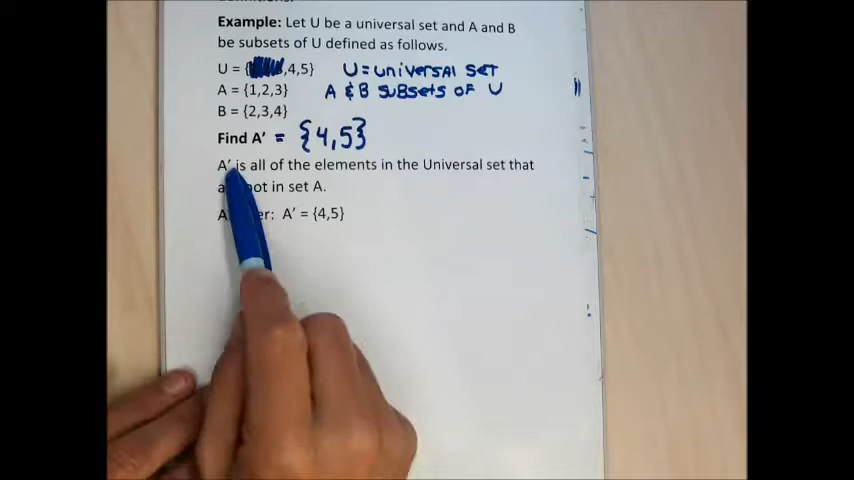 Example: Let U be a universal set and A and B
be subsets of U defined as follows.
U = { ,4,5} U = universal set
A = {1,2,3} A & B subsets of U
B = {2,3,4}
Find A' = {4,5}
A' is all of the elements in the Universal set that
not in set A.
A' = {4,5}